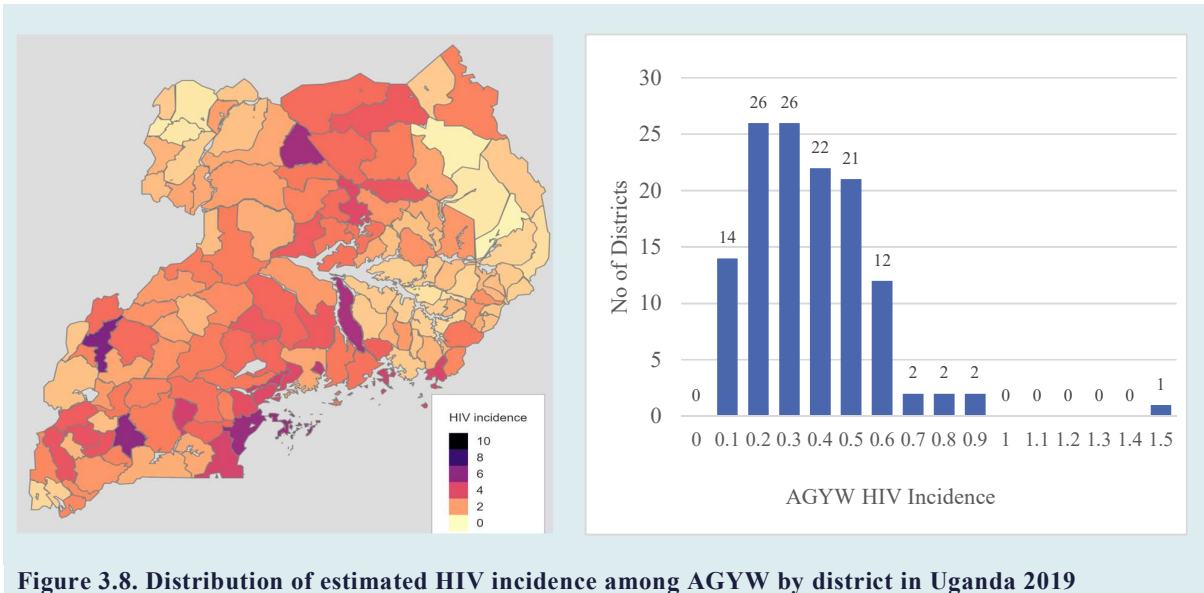 HIV incidence
10
8
6
4
2
0
30
25
20
15
10
5
0
No of Districts
0 14 26 26 22 21 12 2 2 2 0 0 0 0 0 1
0 0.1 0.2 0.3 0.4 0.5 0.6 0.7 0.8 0.9 1 1.1 1.2 1.3 1.4 1.5
AGYW HIV Incidence
Figure 3.8. Distribution of estimated HIV incidence among AGYW by district in Uganda 2019